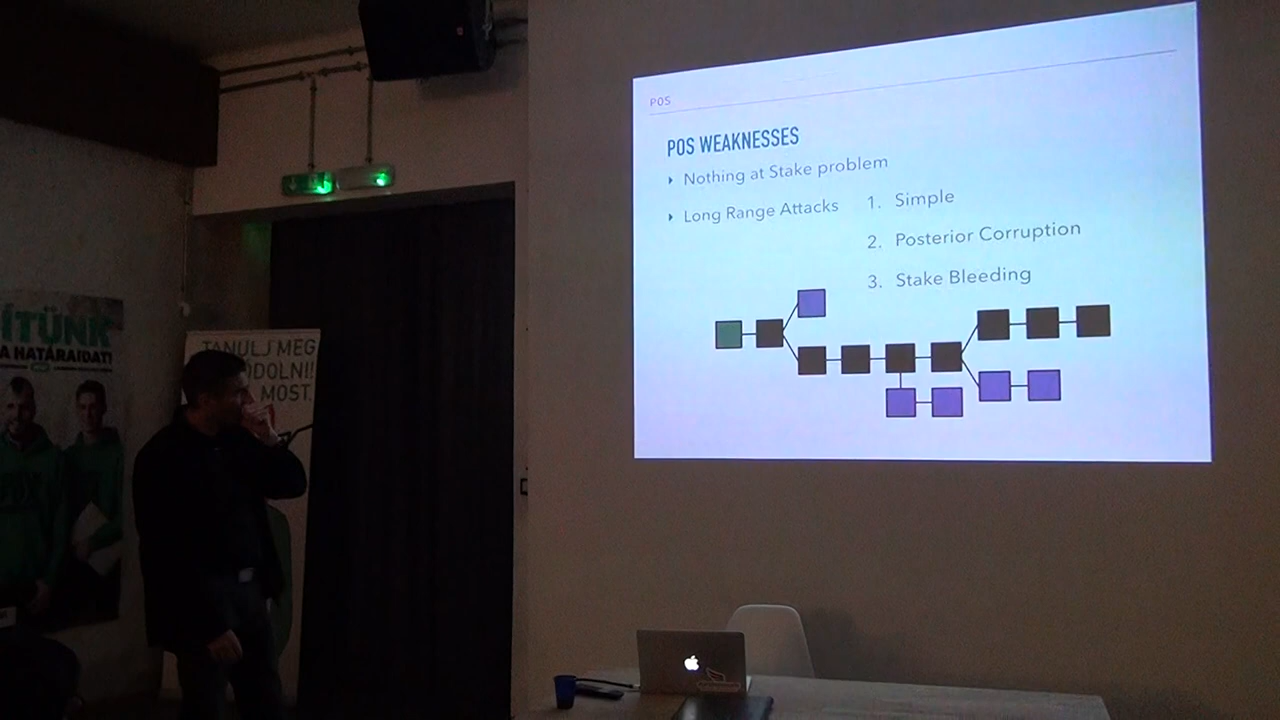 POS
POS WEAKNESSES
Nothing at Stake problem
Long Range Attacks
1. Simple
2. Posterior Corruption
3. Stake Bleeding
ÍTÜNK
A HATÁRAIDAT!
TANULJ MEG
ODOLNI!
MOST.